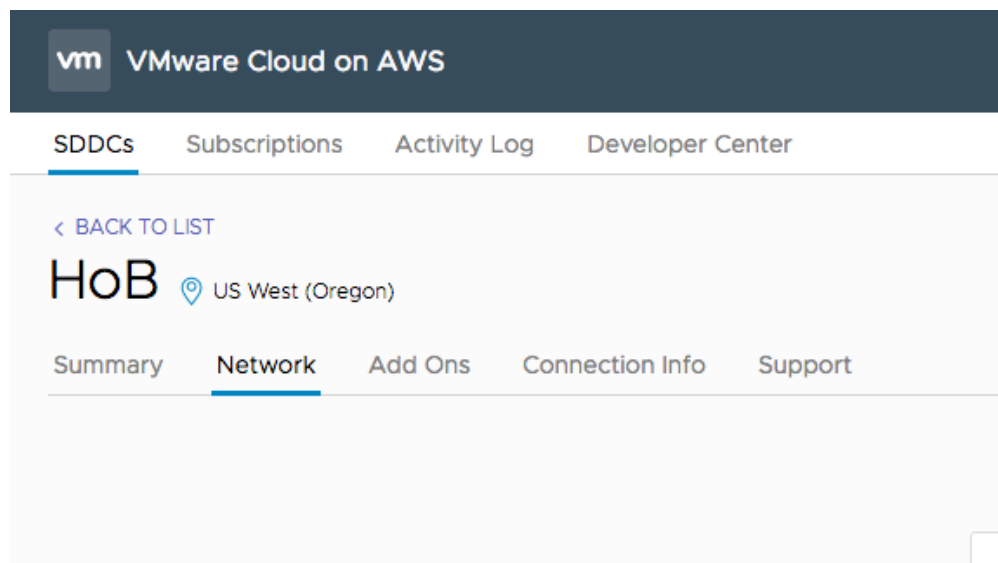 vm VMware Cloud on AWS
SDDCs Subscriptions Activity Log Developer Center
< BACK TO LIST
HoB US West (Oregon)
Summary Network Add Ons Connection Info Support